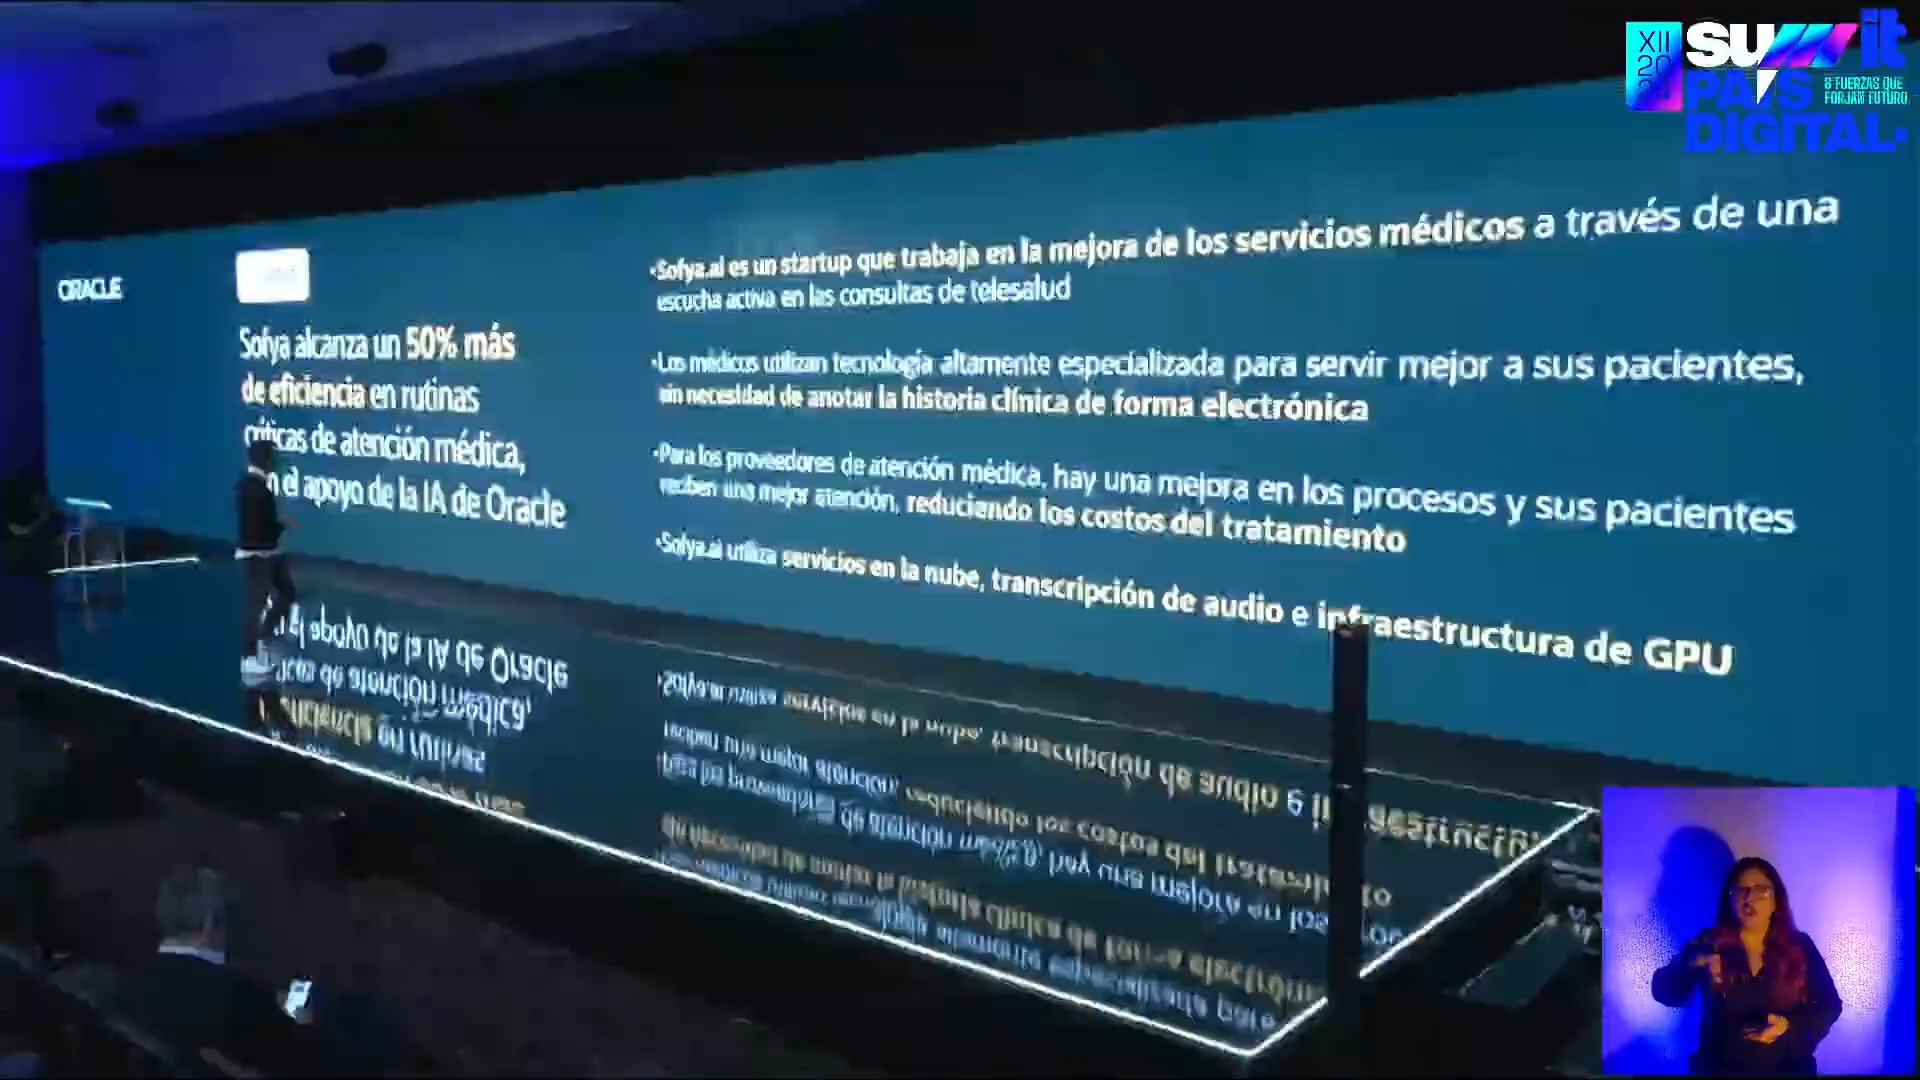 XII
20
SUMMit
PAÍS
DIGITAL
8 FUERZAS QUE
FORJAN FUTURO
ORACLE
Sofya alcanza un 50% más
de eficiencia en rutinas
críticas de atención médica,
n el apoyo de la IA de Oracle
•Sofya.ai es un startup que trabaja en la mejora de los servicios médicos a través de una
escucha activa en las consultas de telesalud
•Los médicos utilizan tecnología altamente especializada para servir mejor a sus pacientes,
sin necesidad de anotar la historia clínica de forma electrónica
•Para los proveedores de atención médica, hay una mejora en los procesos y sus pacientes
reciben una mejor atención, reduciendo los costos del tratamiento
•Sofya.ai utiliza servicios en la nube, transcripción de audio e infraestructura de GPU